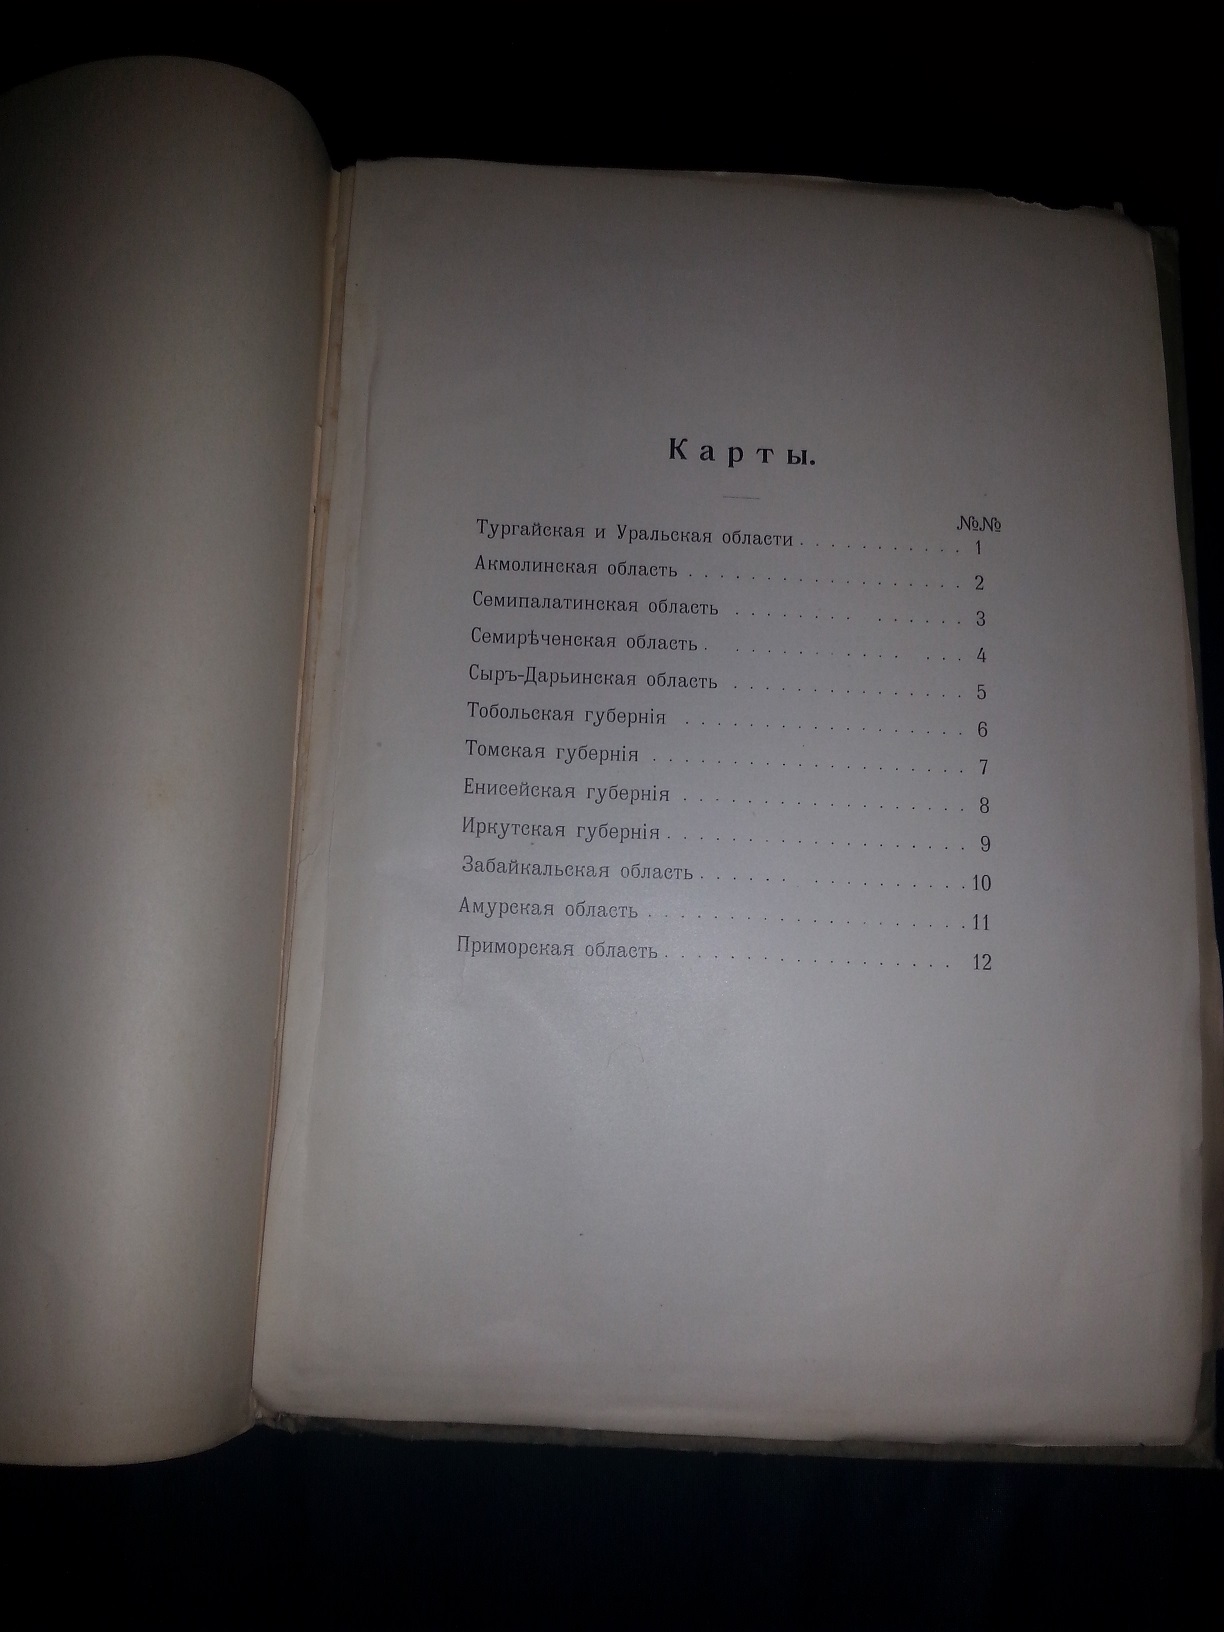 Карты.
№№
Тургайская и Уральская области . . . . . . . . . . . 1
Акмолинская область . . . . . . . . . . . . . . . . . . 2
Семипалатинская область . . . . . . . . . . . . . . 3
Семирѣченская область . . . . . . . . . . . . . . 4
Сыръ-Дарьинская область . . . . . . . . . . . . . . . 5
Тобольская губернія . . . . . . . . . . . . . . . . . . 6
Томская губернія . . . . . . . . . . . . . . . . . . . . 7
Енисейская губернія . . . . . . . . . . . . . . . . . . 8
Иркутская губернія . . . . . . . . . . . . . . . . . . . 9
Забайкальская область . . . . . . . . . . . . . . . . 10
Амурская область . . . . . . . . . . . . . . . . . . . . 11
Приморская область . . . . . . . . . . . . . . . . . . 12